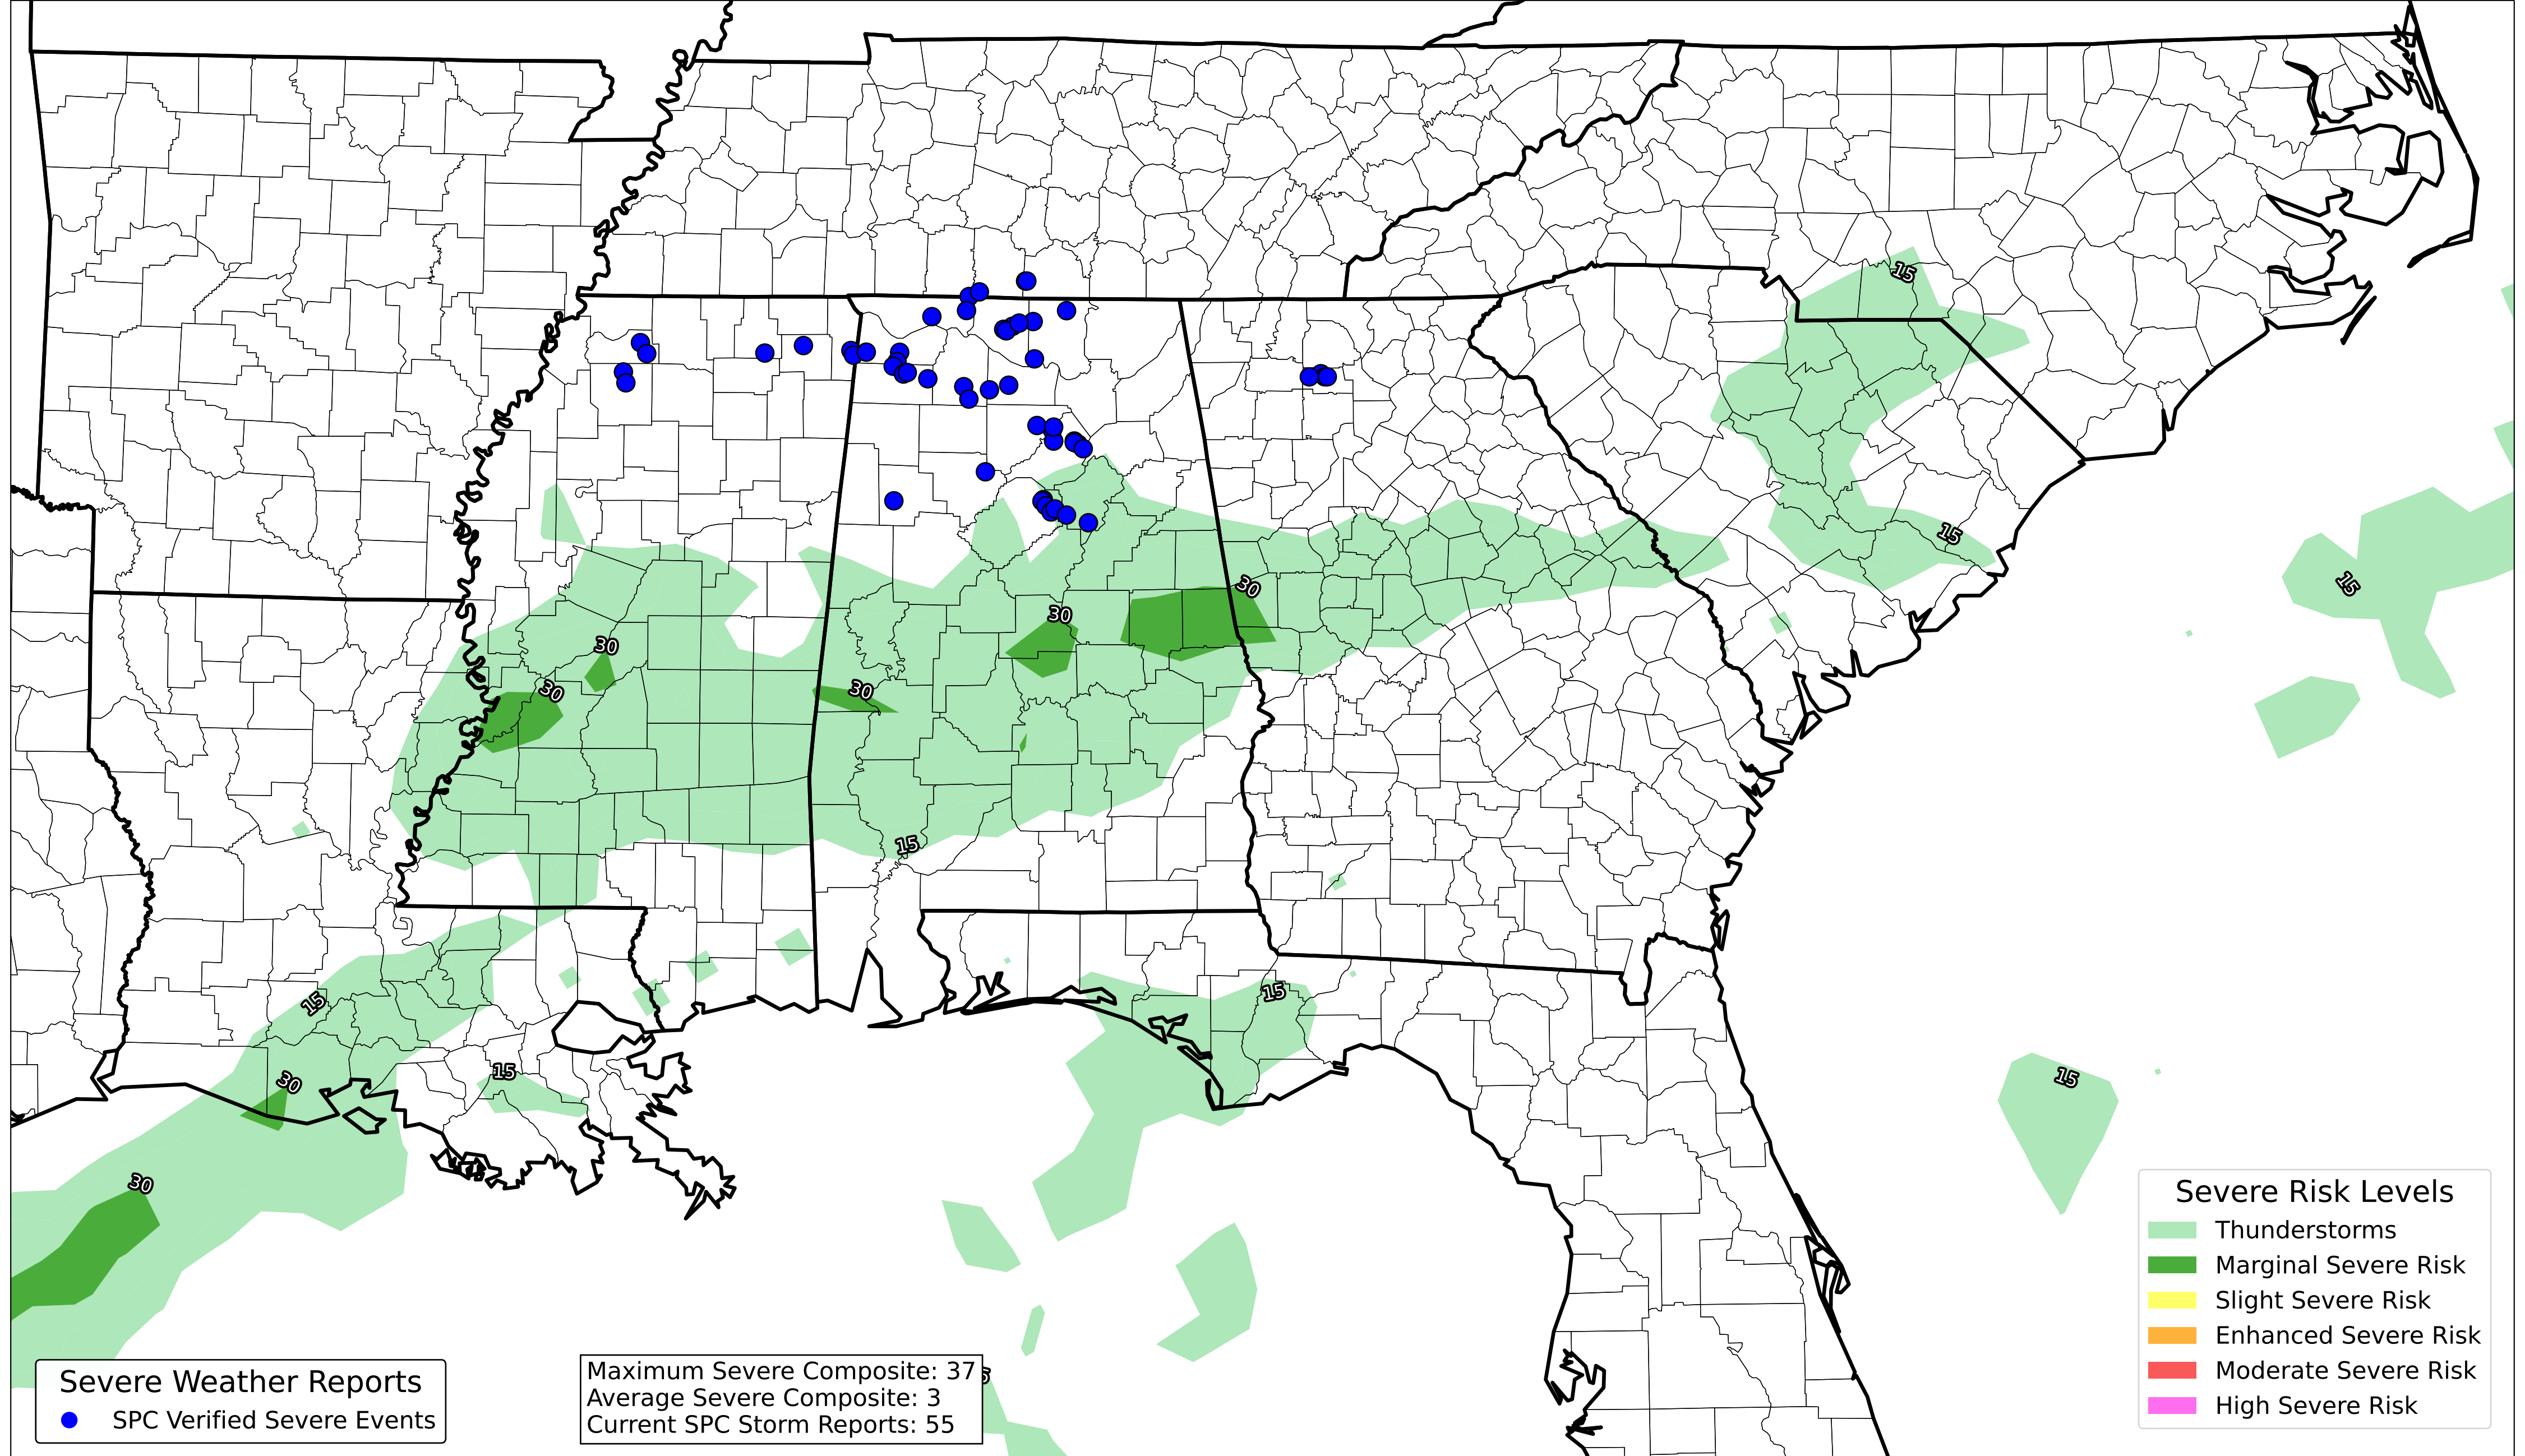 15
15
15
30
30
30
30
30
15
15
15
30
15
15
30
Severe Risk Levels
Thunderstorms
Marginal Severe Risk
Slight Severe Risk
Enhanced Severe Risk
Moderate Severe Risk
High Severe Risk
Severe Weather Reports
SPC Verified Severe Events
Maximum Severe Composite: 37
Average Severe Composite: 3
Current SPC Storm Reports: 55